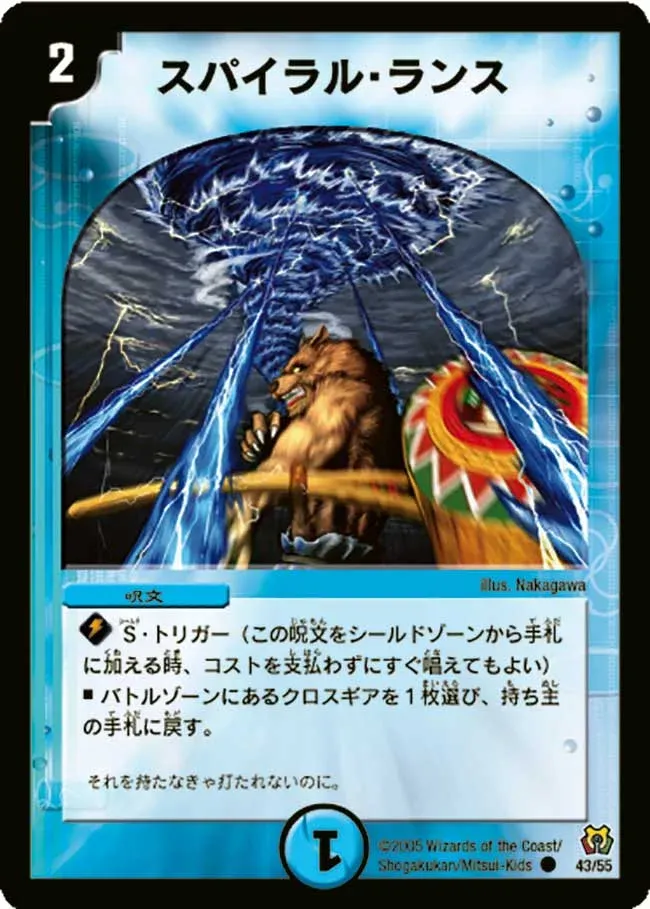 2
スパイラル・ランス
illus. Nakagawa
呪文
S・トリガー（この呪文をシールドゾーンから手札
に加える時、コストを支払わずにすぐ唱えてもよい）
■ バトルゾーンにあるクロスギアを1枚選び、持ち主
の手札に戻す。
それを持たなきゃ打たれないのに。
1
©2005 Wizards of the Coast/
Shogakukan/Mitsui-Kids
43/55